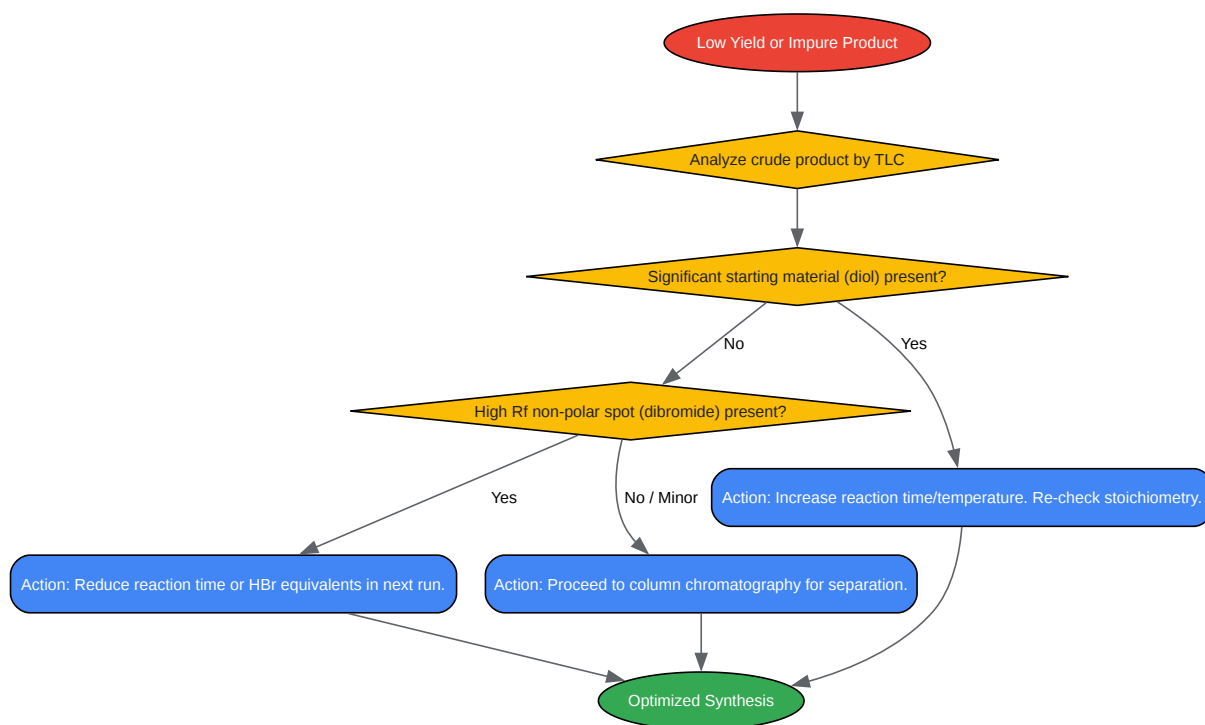 Low Yield or Impure Product
Analyze crude product by TLC
Significant starting material (diol) present?
No
Yes
High Rf non-polar spot (dibromide) present?
Yes
No / Minor
Action: Increase reaction time/temperature. Re-check stoichiometry.
Action: Reduce reaction time or HBr equivalents in next run.
Action: Proceed to column chromatography for separation.
Optimized Synthesis